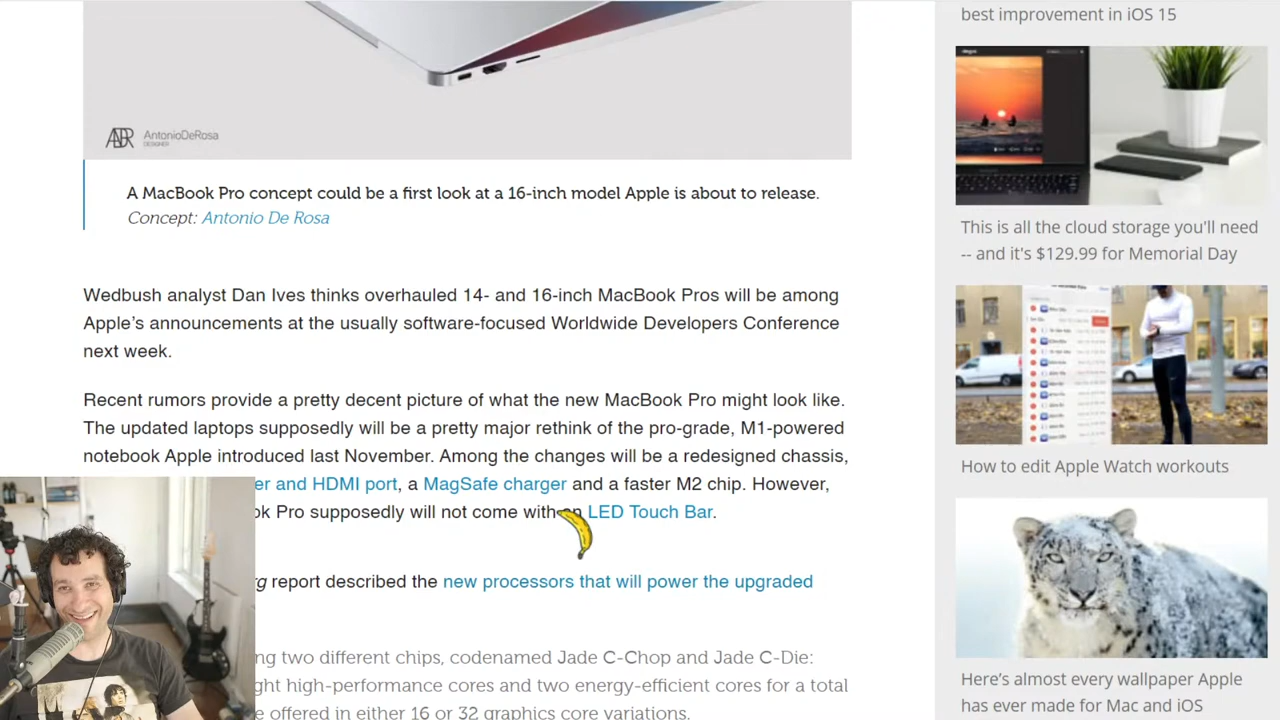 best improvement in iOS 15
ADR
AntonioDeRosa
DESIGNER
A MacBook Pro concept could be a first look at a 16-inch model Apple is about to release.
Concept: Antonio De Rosa
Wedbush analyst Dan Ives thinks overhauled 14- and 16-inch MacBook Pros will be among
Apple’s announcements at the usually software-focused Worldwide Developers Conference
next week.
Recent rumors provide a pretty decent picture of what the new MacBook Pro might look like.
The updated laptops supposedly will be a pretty major rethink of the pro-grade, M1-powered
notebook Apple introduced last November. Among the changes will be a redesigned chassis,
er and HDMI port, a MagSafe charger and a faster M2 chip. However,
ok Pro supposedly will not come with an LED Touch Bar.
rg report described the new processors that will power the upgraded
ng two different chips, codenamed Jade C-Chop and Jade C-Die:
ght high-performance cores and two energy-efficient cores for a total
e offered in either 16 or 32 graphics core variations.
This is all the cloud storage you'll need
-- and it's $129.99 for Memorial Day
How to edit Apple Watch workouts
Here’s almost every wallpaper Apple
has ever made for Mac and iOS